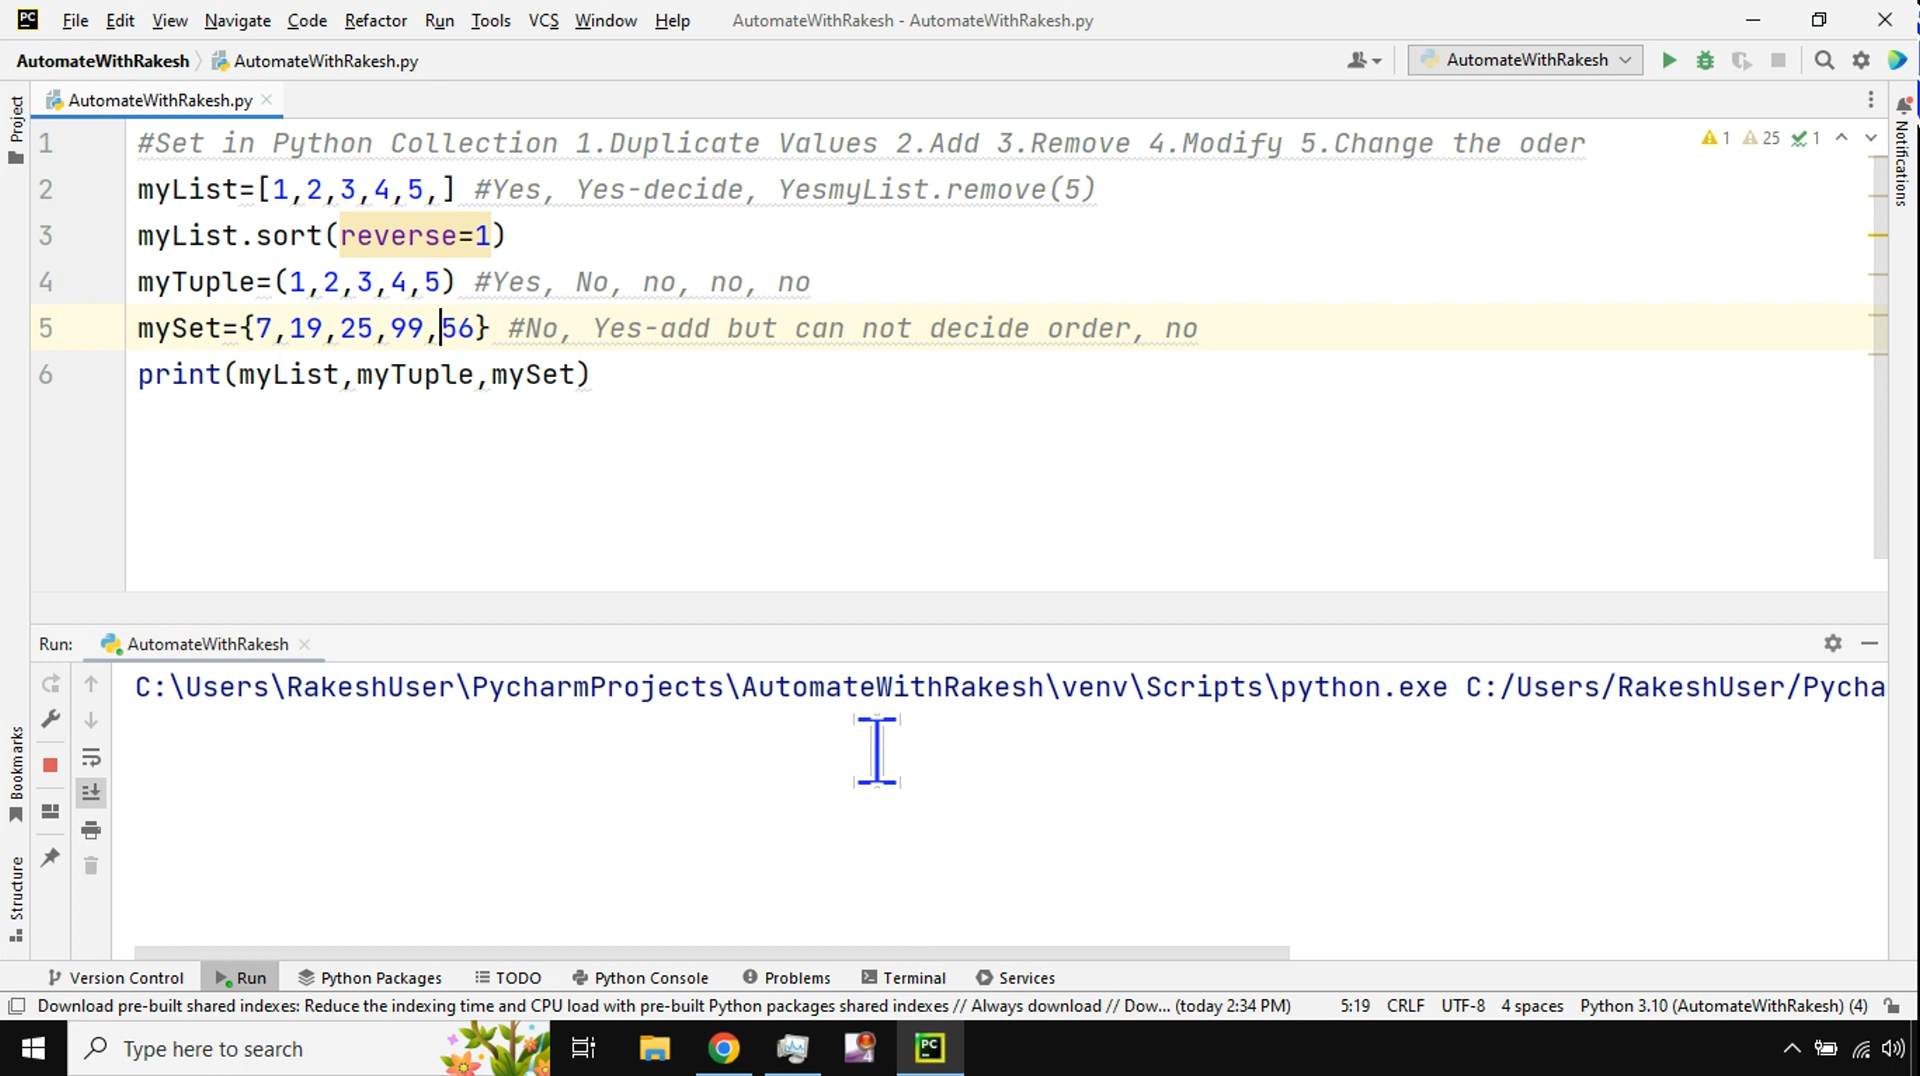 PC File Edit View Navigate Code Refactor Run Tools VCS Window Help AutomateWithRakesh - AutomateWithRakesh.py
AutomateWithRakesh AutomateWithRakesh.py AutomateWithRakesh
Project
AutomateWithRakesh.py
Notifications
1 #Set in Python Collection 1.Duplicate Values 2.Add 3.Remove 4.Modify 5.Change the oder 1 25 1
2 myList=[1,2,3,4,5,] #Yes, Yes-decide, YesmyList.remove(5)
3 myList.sort(reverse=1)
4 myTuple=(1,2,3,4,5) #Yes, No, no, no, no
5 mySet={7,19,25,99,56} #No, Yes-add but can not decide order, no
6 print(myList,myTuple,mySet)
Run: AutomateWithRakesh
C:\Users\RakeshUser\PycharmProjects\AutomateWithRakesh\venv\Scripts\python.exe C:/Users/RakeshUser/Pycha
Bookmarks
Structure
Version Control Run Python Packages TODO Python Console Problems Terminal Services
Download pre-built shared indexes: Reduce the indexing time and CPU load with pre-built Python packages shared indexes // Always download // Dow... (today 2:34 PM) 5:19 CRLF UTF-8 4 spaces Python 3.10 (AutomateWithRakesh) (4)
Type here to search 4 PC